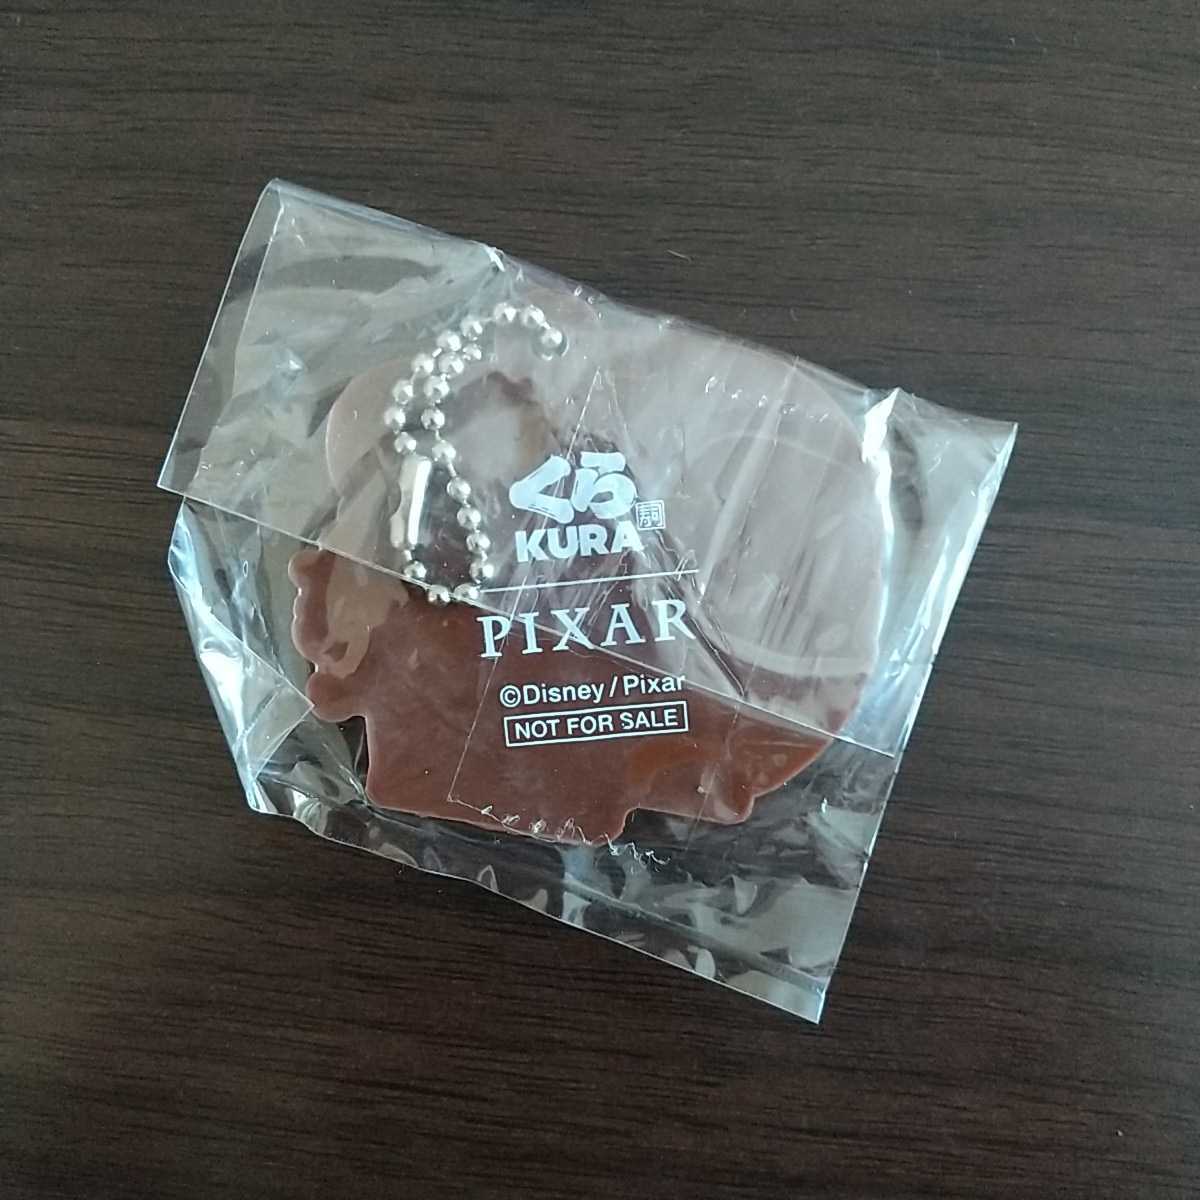 くら
寿司
KURA
PIXAR
©Disney/Pixar
NOT FOR SALE